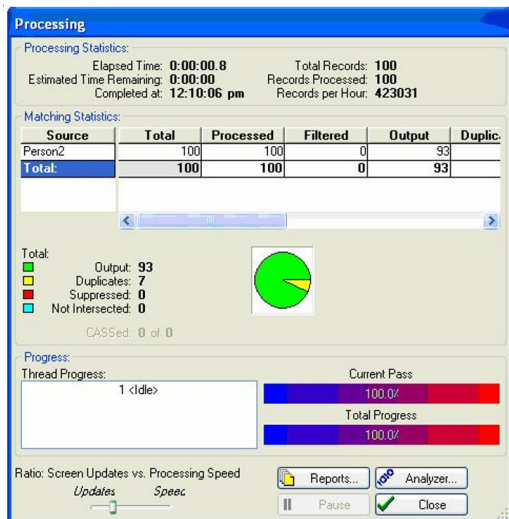 Processing
Processing Statistics:
Elapsed Time: 0:00:00.8
Total Records: 100
Estimated Time Remaining: 0:00:00
Records Processed: 100
Completed at: 12:10:06 pm
Records per Hour: 423031
Matching Statistics:
Source Total Processed Filtered Output Duplic
Person2 100 100 0 93
Total: 100 100 0 93
Total:
Output: 93
Duplicates: 7
Suppressed: 0
Not Intersected: 0
CASSed: 0 of 0
Progress:
Thread Progress:
1 <Idle>
Current Pass
100.0%
Total Progress
100.0%
Ratio: Screen Updates vs. Processing Speed
Updates Speed
Reports... Analyzer...
Pause Close